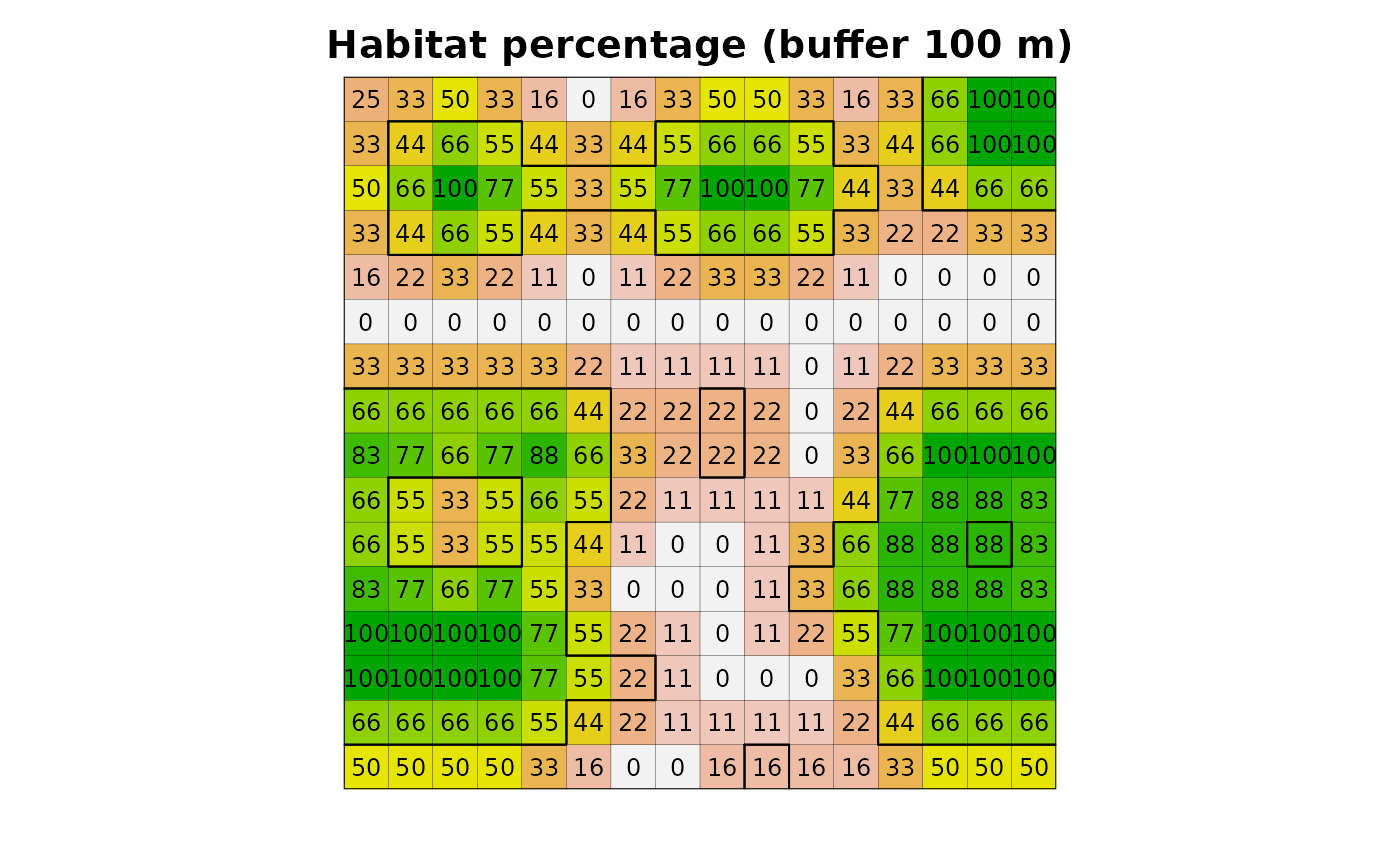 Habitat percentage (buffer 100 m)
25 33 50 33 16 0 16 33 50 50 33 16 33 66 100 100
33 44 66 55 44 33 44 55 66 66 55 33 44 66 100 100
50 66 100 77 55 33 55 77 100 100 77 44 33 44 66 66
33 44 66 55 44 33 44 55 66 66 55 33 22 22 33 33
16 22 33 22 11 0 11 22 33 33 22 11 0 0 0 0
0 0 0 0 0 0 0 0 0 0 0 0 0 0 0 0
33 33 33 33 33 22 11 11 11 11 0 11 22 33 33 33
66 66 66 66 66 44 22 22 22 22 0 22 44 66 66 66
83 77 66 77 88 66 33 22 22 22 0 33 66 100 100 100
66 55 33 55 66 55 22 11 11 11 11 44 77 88 88 83
66 55 33 55 55 44 11 0 0 11 33 66 88 88 88 83
83 77 66 77 55 33 0 0 0 11 33 66 88 88 88 83
100 100 100 100 77 55 22 11 0 11 22 55 77 100 100 100
100 100 100 100 77 55 22 11 0 0 0 33 66 100 100 100
66 66 66 66 55 44 22 11 11 11 11 22 44 66 66 66
50 50 50 50 33 16 0 0 16 16 16 16 33 50 50 50